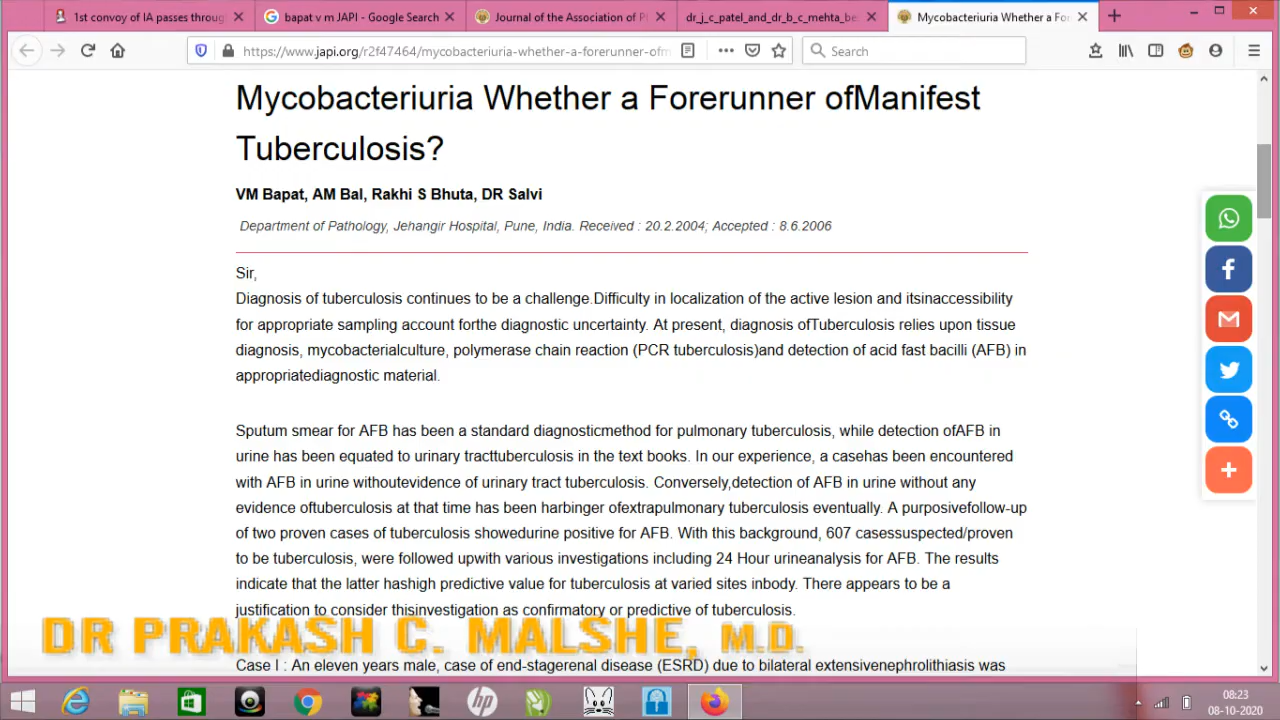 1st convoy of IA passes throug
bapat v m JAPI - Google Search
Journal of the Association of P
dr_j_c_patel_and_dr_b_c_mehta_be
Mycobacteriuria Whether a For
https://www.japi.org/r2f47464/mycobacteriuria-whether-a-forerunner-of-m
Search
Mycobacteriuria Whether a Forerunner ofManifest
Tuberculosis?
VM Bapat, AM Bal, Rakhi S Bhuta, DR Salvi
Department of Pathology, Jehangir Hospital, Pune, India. Received : 20.2.2004; Accepted : 8.6.2006
Sir,
Diagnosis of tuberculosis continues to be a challenge.Difficulty in localization of the active lesion and itsinaccessibility
for appropriate sampling account forthe diagnostic uncertainty. At present, diagnosis ofTuberculosis relies upon tissue
diagnosis, mycobacterialculture, polymerase chain reaction (PCR tuberculosis)and detection of acid fast bacilli (AFB) in
appropriatediagnostic material.
Sputum smear for AFB has been a standard diagnosticmethod for pulmonary tuberculosis, while detection ofAFB in
urine has been equated to urinary tracttuberculosis in the text books. In our experience, a casehas been encountered
with AFB in urine withoutevidence of urinary tract tuberculosis. Conversely,detection of AFB in urine without any
evidence oftuberculosis at that time has been harbinger ofextrapulmonary tuberculosis eventually. A purposivefollow-up
of two proven cases of tuberculosis showedurine positive for AFB. With this background, 607 casessuspected/proven
to be tuberculosis, were followed upwith various investigations including 24 Hour urineanalysis for AFB. The results
indicate that the latter hashigh predictive value for tuberculosis at varied sites inbody. There appears to be a
justification to consider thisinvestigation as confirmatory or predictive of tuberculosis.
DR PRAKASH C. MALSHE, M.D.
Case I : An eleven years male, case of end-stagerenal disease (ESRD) due to bilateral extensivenephrolithiasis was
08:23
08-10-2020